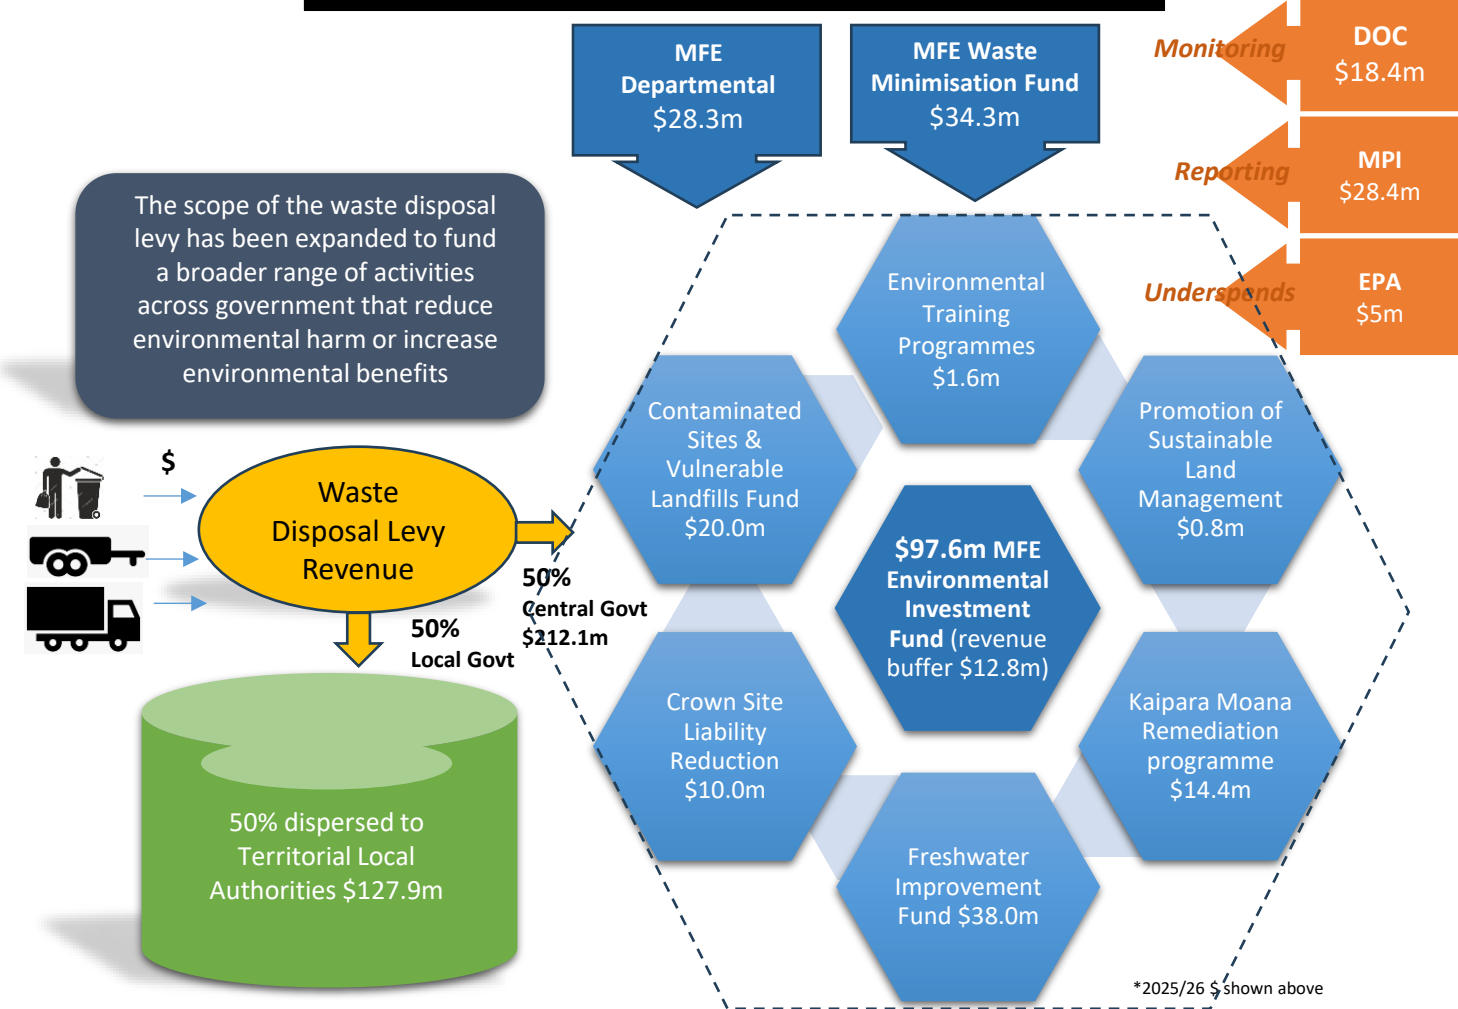 MFE
Departmental
$28.3m
MFE Waste
Minimisation Fund
$34.3m
Monitoring
DOC
$18.4m
Reporting
MPI
$28.4m
Underspends
EPA
$5m
The scope of the waste disposal
levy has been expanded to fund
a broader range of activities
across government that reduce
environmental harm or increase
environmental benefits
$
Waste
Disposal Levy
Revenue
50%
Central Govt
$212.1m
50%
Local Govt
50% dispersed to
Territorial Local
Authorities $127.9m
Environmental
Training
Programmes
$1.6m
Contaminated
Sites &
Vulnerable
Landfills Fund
$20.0m
Promotion of
Sustainable
Land
Management
$0.8m
$97.6m MFE
Environmental
Investment
Fund (revenue
buffer $12.8m)
Crown Site
Liability
Reduction
$10.0m
Kaipara Moana
Remediation
programme
$14.4m
Freshwater
Improvement
Fund $38.0m
*2025/26 $ shown above